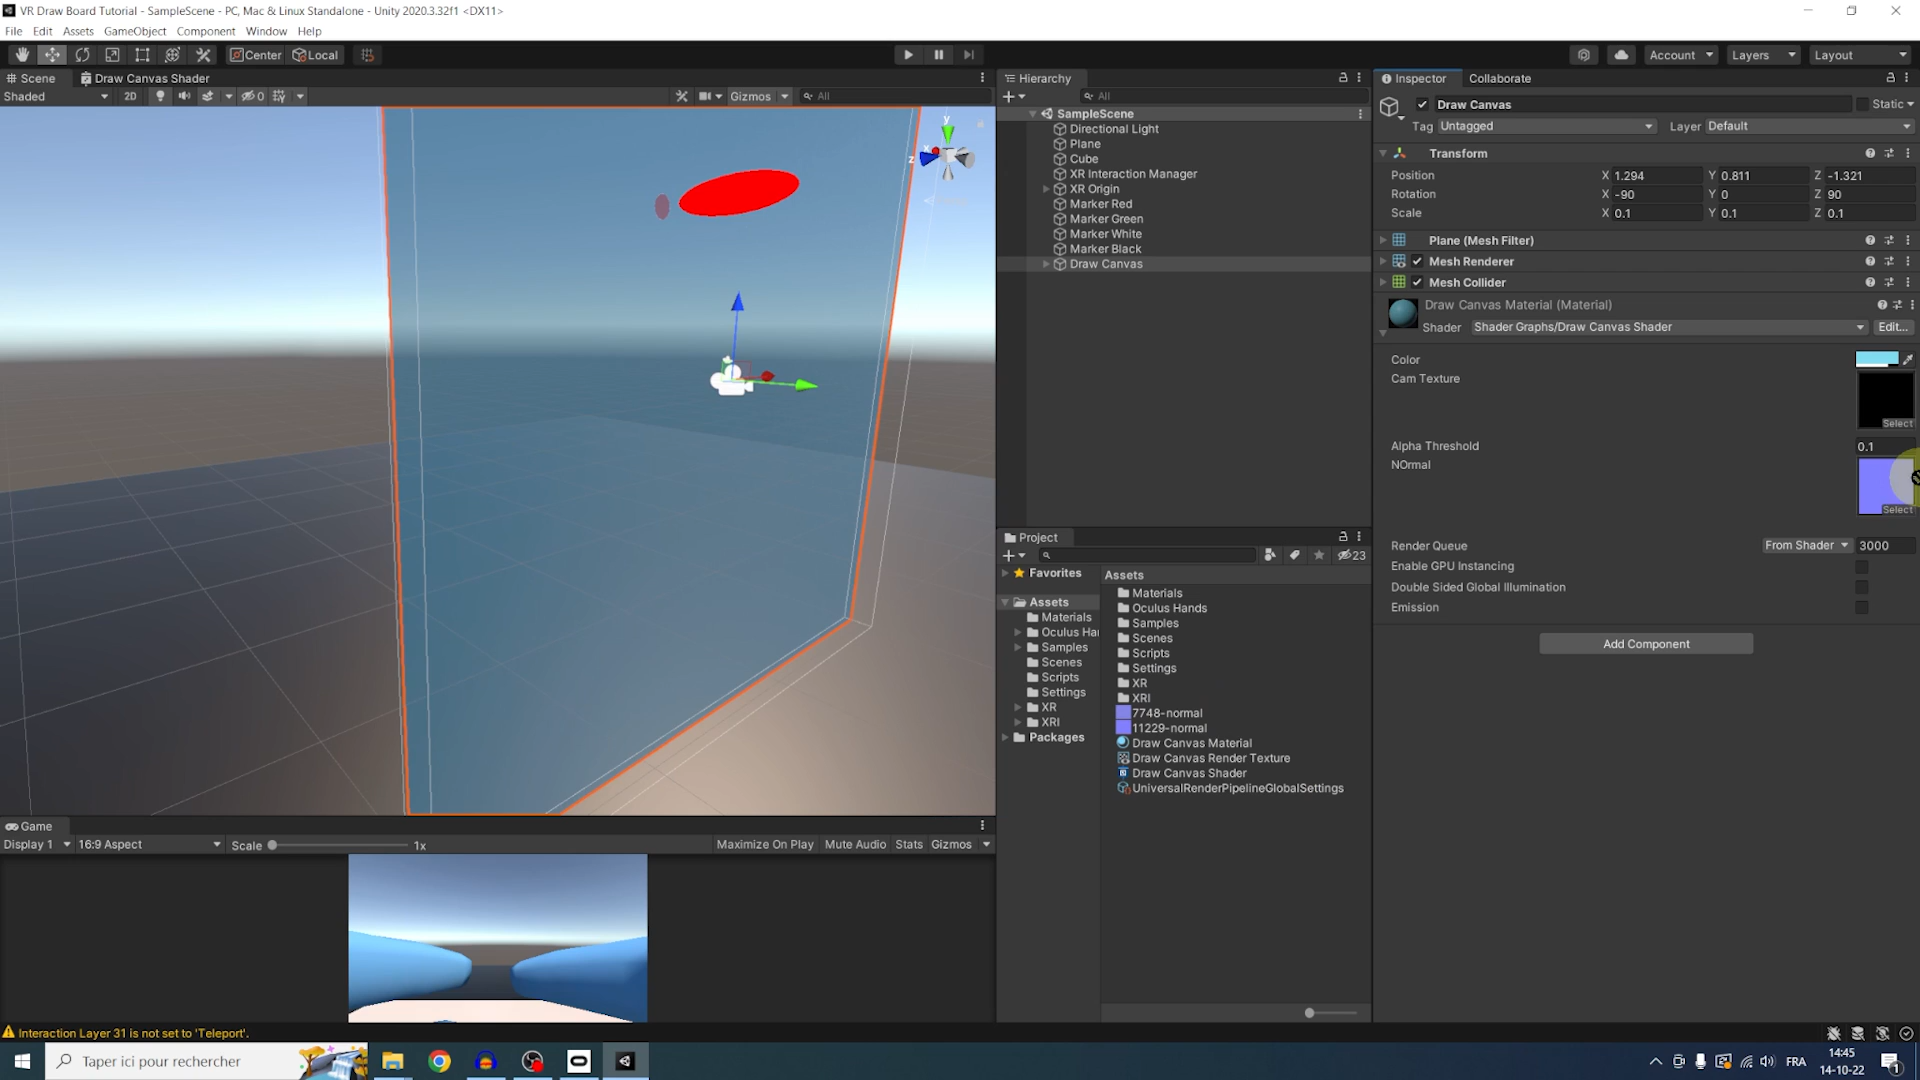 VR Draw Board Tutorial - SampleScene - PC, Mac & Linux Standalone - Unity 2020.3.32f1 <DX11>
File Edit Assets GameObject Component Window Help
Center Local Account Layers Layout
Scene Draw Canvas Shader
Shaded 2D 0 Gizmos All
Hierarchy
All
SampleScene
Directional Light
Plane
Cube
XR Interaction Manager
XR Origin
Marker Red
Marker Green
Marker White
Marker Black
Draw Canvas
y
x
z
Project
23
Favorites
Assets
Materials
Oculus Ha
Samples
Scenes
Scripts
Settings
XR
XRI
Packages
Assets
Materials
Oculus Hands
Samples
Scenes
Scripts
Settings
XR
XRI
7748-normal
11229-normal
Draw Canvas Material
Draw Canvas Render Texture
Draw Canvas Shader
UniversalRenderPipelineGlobalSettings
Inspector Collaborate
Draw Canvas Static
Tag Untagged Layer Default
Transform
Position X 1.294 Y 0.811 Z -1.321
Rotation X -90 Y 0 Z 90
Scale X 0.1 Y 0.1 Z 0.1
Plane (Mesh Filter)
Mesh Renderer
Mesh Collider
Draw Canvas Material (Material)
Shader Shader Graphs/Draw Canvas Shader Edit...
Color
Cam Texture
Select
Alpha Threshold 0.1
NOrmal
Select
Render Queue From Shader 3000
Enable GPU Instancing
Double Sided Global Illumination
Emission
Add Component
Game
Display 1 16:9 Aspect Scale 1x Maximize On Play Mute Audio Stats Gizmos
Interaction Layer 31 is not set to 'Teleport'.
Taper ici pour rechercher
FRA
14:45
14-10-22
1